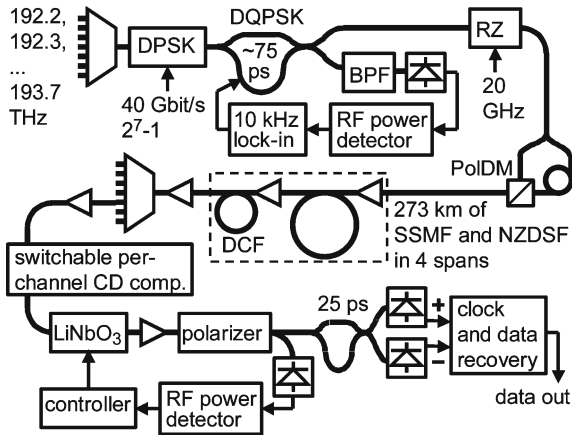 192.2,
192.3,
...
193.7
THz
DPSK
40 Gbit/s
2⁷-1
DQPSK
~75
ps
BPF
10 kHz
lock-in
RF power
detector
RZ
20
GHz
PolDM
DCF
273 km of
SSMF and NZDSF
in 4 spans
switchable per-
channel CD comp.
LiNbO₃
polarizer
25 ps
+
−
clock
and data
recovery
data out
controller
RF power
detector